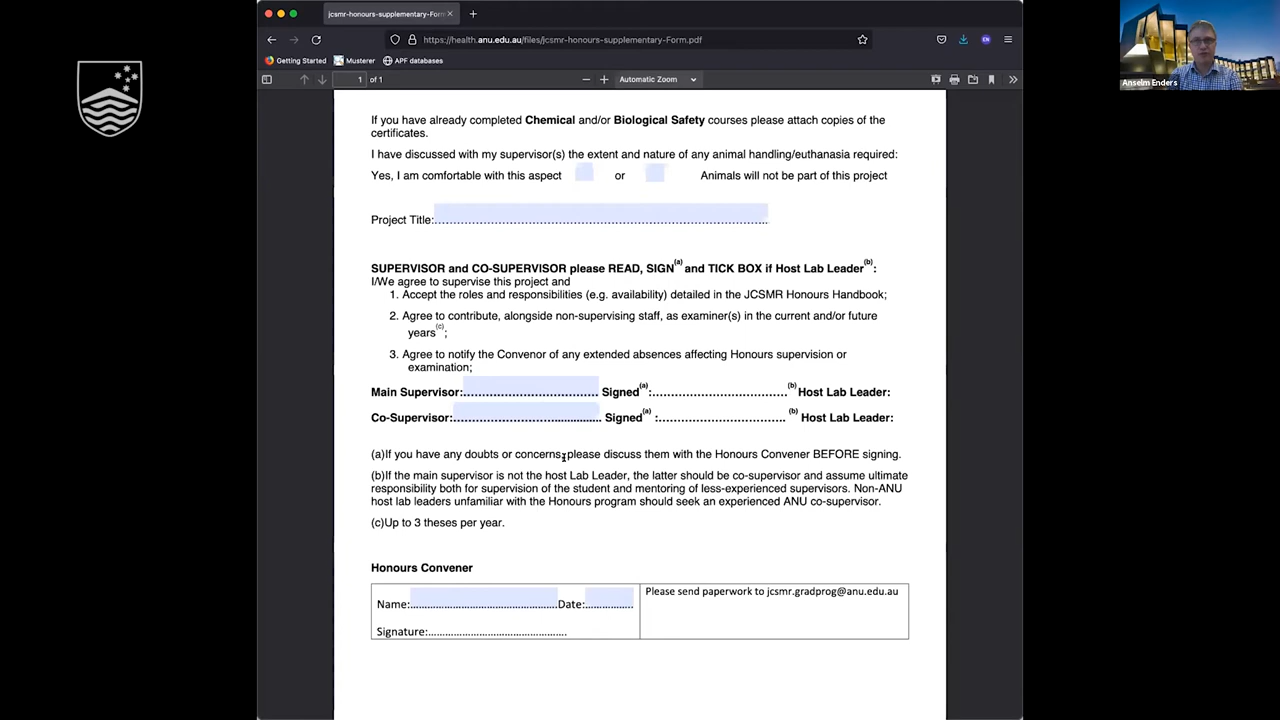 jcsmr-honours-supplementary-Form
https://health.anu.edu.au/files/jcsmr-honours-supplementary-Form.pdf
EN
Getting Started Musterer APF databases
1 of 1 Automatic Zoom
Anselm Enders
If you have already completed Chemical and/or Biological Safety courses please attach copies of the
certificates.
I have discussed with my supervisor(s) the extent and nature of any animal handling/euthanasia required:
Yes, I am comfortable with this aspect or Animals will not be part of this project
Project Title:
SUPERVISOR and CO-SUPERVISOR please READ, SIGN(a) and TICK BOX if Host Lab Leader(b):
I/We agree to supervise this project and
1. Accept the roles and responsibilities (e.g. availability) detailed in the JCSMR Honours Handbook;
2. Agree to contribute, alongside non-supervising staff, as examiner(s) in the current and/or future
years(c);
3. Agree to notify the Convenor of any extended absences affecting Honours supervision or
examination;
Main Supervisor: Signed(a): (b) Host Lab Leader:
Co-Supervisor: Signed(a) : (b) Host Lab Leader:
(a)If you have any doubts or concerns please discuss them with the Honours Convener BEFORE signing.
(b)If the main supervisor is not the host Lab Leader, the latter should be co-supervisor and assume ultimate
responsibility both for supervision of the student and mentoring of less-experienced supervisors. Non-ANU
host lab leaders unfamiliar with the Honours program should seek an experienced ANU co-supervisor.
(c)Up to 3 theses per year.
Honours Convener
Name: Date:
Signature:
Please send paperwork to jcsmr.gradprog@anu.edu.au